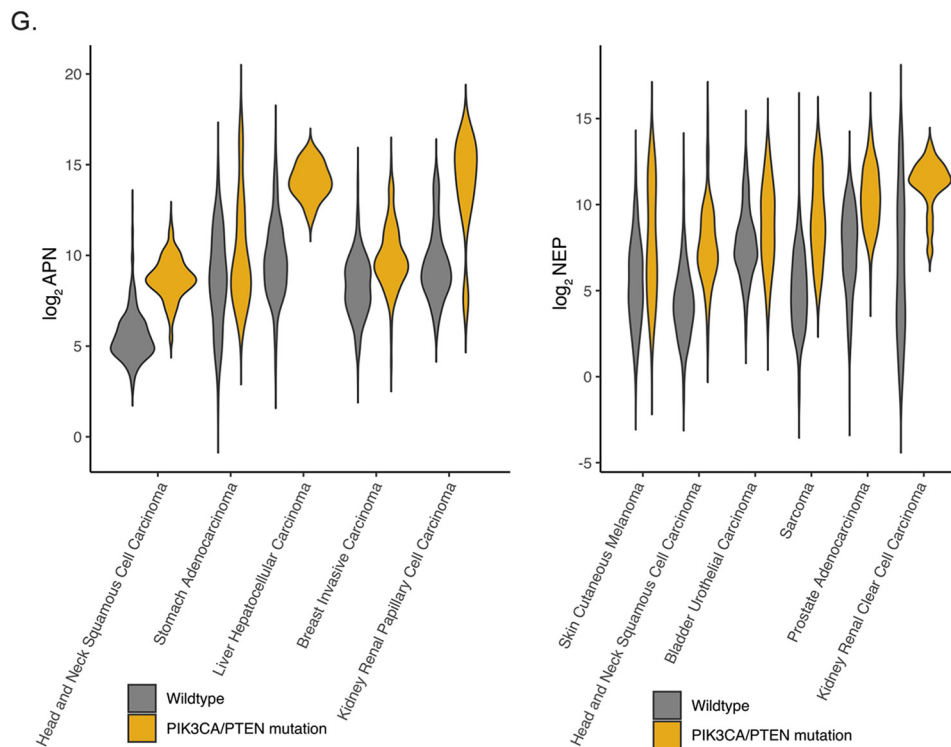 G.
log₂ APN
20
15
10
5
0
Head and Neck Squamous Cell Carcinoma
Stomach Adenocarcinoma
Liver Hepatocellular Carcinoma
Breast Invasive Carcinoma
Kidney Renal Papillary Cell Carcinoma
Wildtype
PIK3CA/PTEN mutation
log₂ NEP
15
10
5
0
-5
Skin Cutaneous Melanoma
Head and Neck Squamous Cell Carcinoma
Bladder Urothelial Carcinoma
Sarcoma
Prostate Adenocarcinoma
Kidney Renal Clear Cell Carcinoma
Wildtype
PIK3CA/PTEN mutation